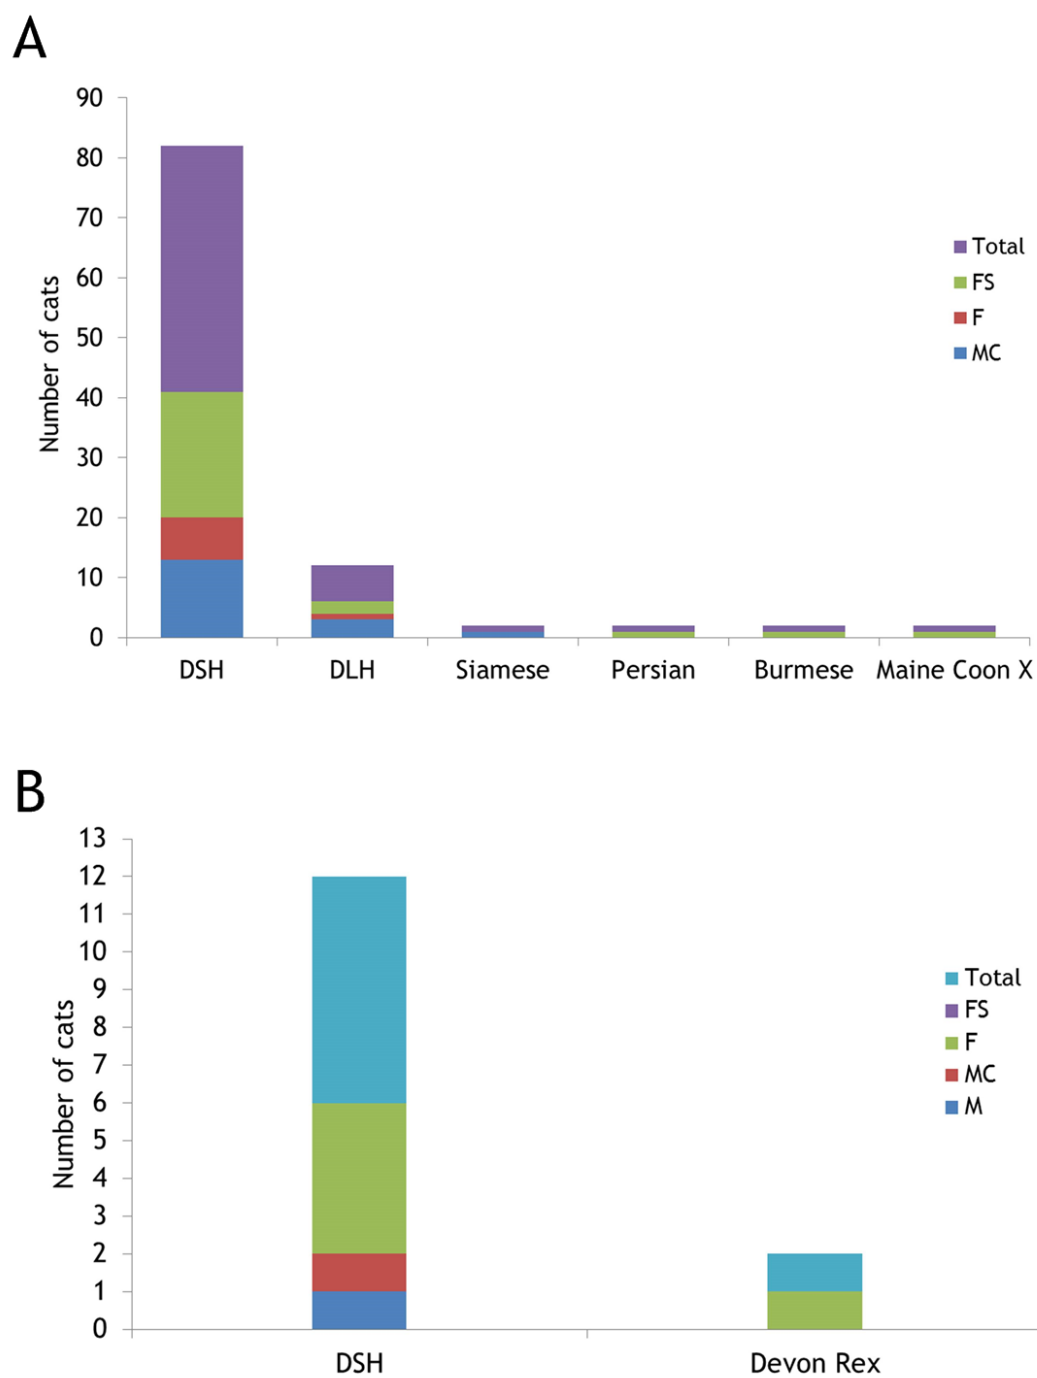 A
90
80
70
60
50
40
30
20
10
0
Number of cats
Total
FS
F
MC
DSH DLH Siamese Persian Burmese Maine Coon X
B
13
12
11
10
9
8
7
6
5
4
3
2
1
0
Number of cats
Total
FS
F
MC
M
DSH Devon Rex